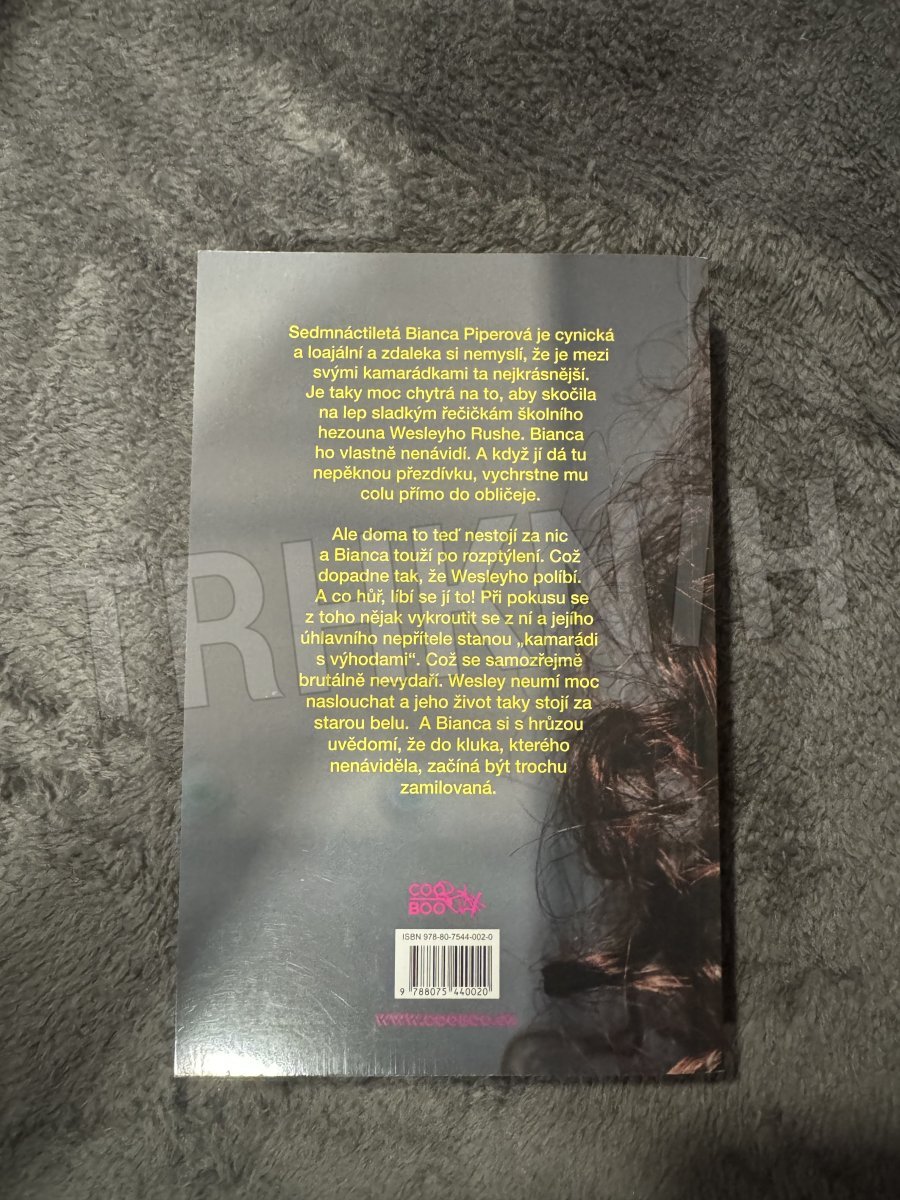 Sedmnáctiletá Bianca Piperová je cynická
a loajální a zdaleka si nemyslí, že je mezi
svými kamarádkami ta nejkrásnější.
Je taky moc chytrá na to, aby skočila
na lep sladkým řečičkám školního
hezouna Wesleyho Rushe. Bianca
ho vlastně nenávidí. A když jí dá tu
nepěknou přezdívku, vychrstne mu
colu přímo do obličeje.
Ale doma to teď nestojí za nic
a Bianca touží po rozptýlení. Což
dopadne tak, že Wesleyho políbí.
A co hůř, líbí se jí to! Při pokusu se
z toho nějak vykroutit se z ní a jejího
úhlavního nepřítele stanou „kamarádi
s výhodami“. Což se samozřejmě
brutálně nevydaří. Wesley neumí moc
naslouchat a jeho život taky stojí za
starou belu. A Bianca si s hrůzou
uvědomí, že do kluka, kterého
nenáviděla, začíná být trochu
zamilovaná.
TRHKNIH
COO
BOO
ISBN 978-80-7544-002-0
9 788075 440020
www.cooboo.cz